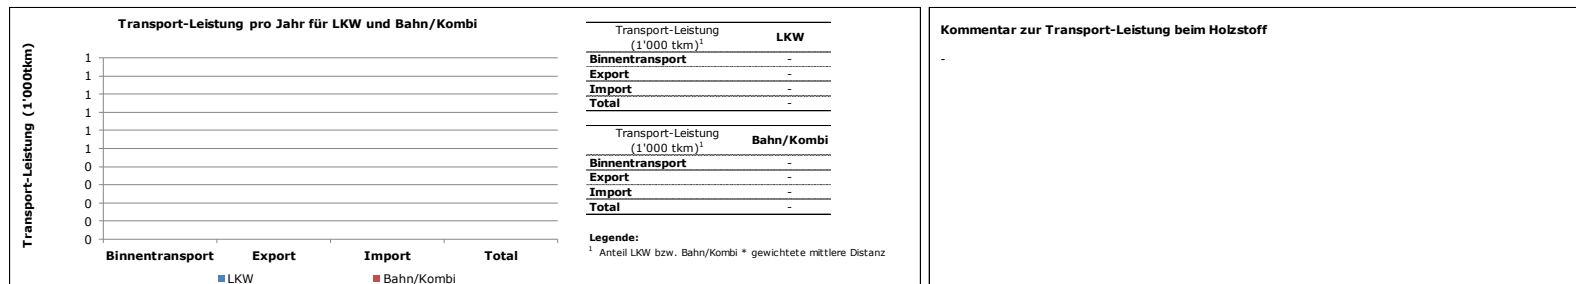 Transport-Leistung pro Jahr für LKW und Bahn/Kombi
Transport-Leistung (1'000tkm)
1
1
1
1
1
1
0
0
0
0
0
Binnentransport Export Import Total
LKW Bahn/Kombi
Transport-Leistung
(1'000 tkm)¹ LKW
Binnentransport -
Export -
Import -
Total -
Transport-Leistung
(1'000 tkm)¹ Bahn/Kombi
Binnentransport -
Export -
Import -
Total -
Legende:
¹ Anteil LKW bzw. Bahn/Kombi * gewichtete mittlere Distanz
Kommentar zur Transport-Leistung beim Holzstoff
-